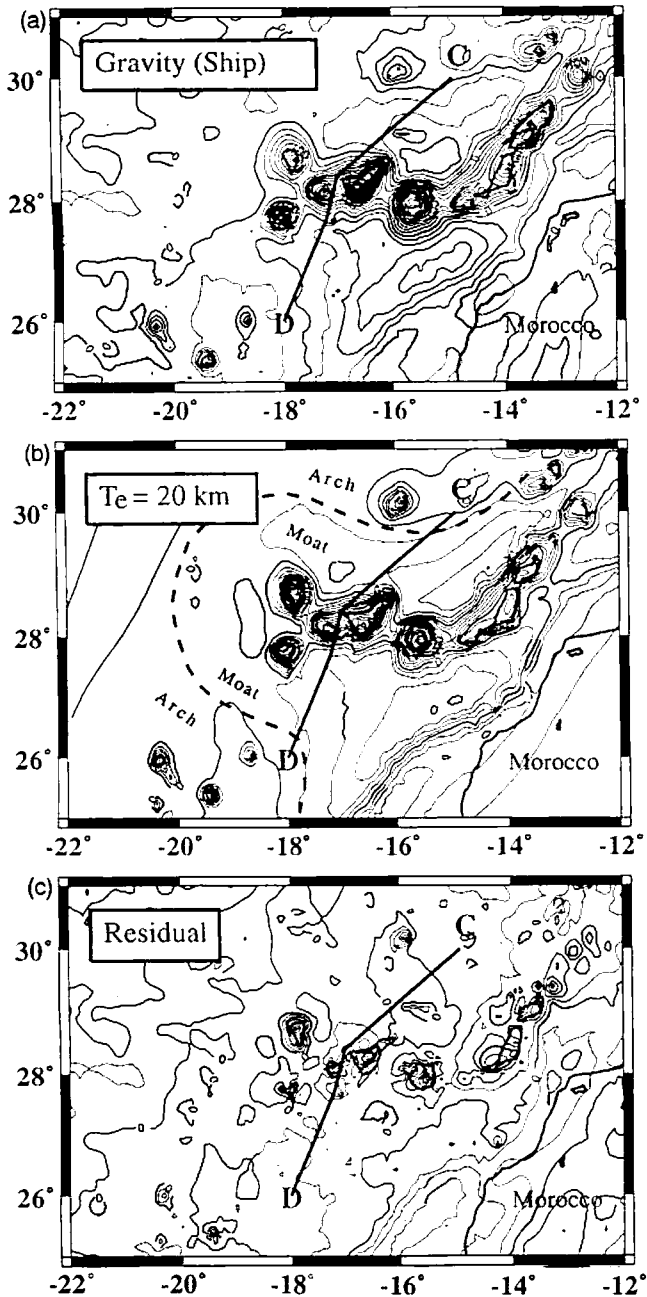 (a)
Gravity (Ship)
C
D
Morocco
30°
28°
26°
-22 -20° -18° -16° -14° -12°
(b)
Te = 20 km
Arch
Moat
C
Moat
Arch
D
Morocco
30°
28°
26°
-22° -20° -18° -16° -14° -12°
(c)
Residual
C
D
Morocco
30°
28°
26°
-22° -20° -18° -16° -14° -12°